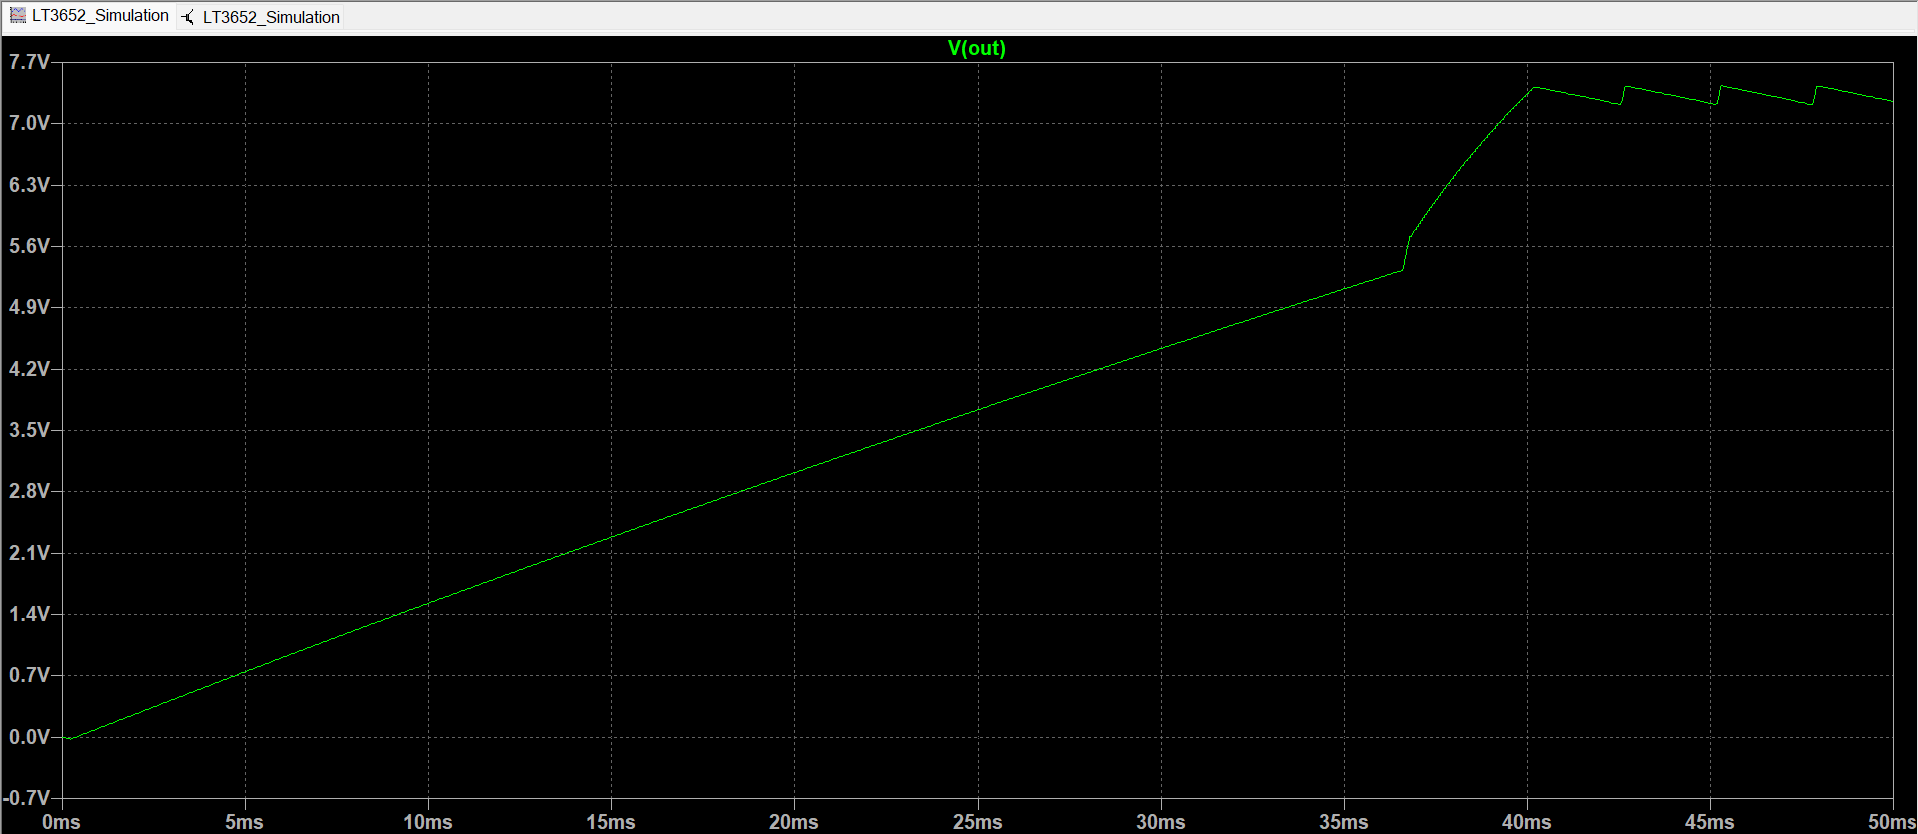 LT3652_Simulation LT3652_Simulation
V(out)
7.7V
7.0V
6.3V
5.6V
4.9V
4.2V
3.5V
2.8V
2.1V
1.4V
0.7V
0.0V
-0.7V
0ms 5ms 10ms 15ms 20ms 25ms 30ms 35ms 40ms 45ms 50ms